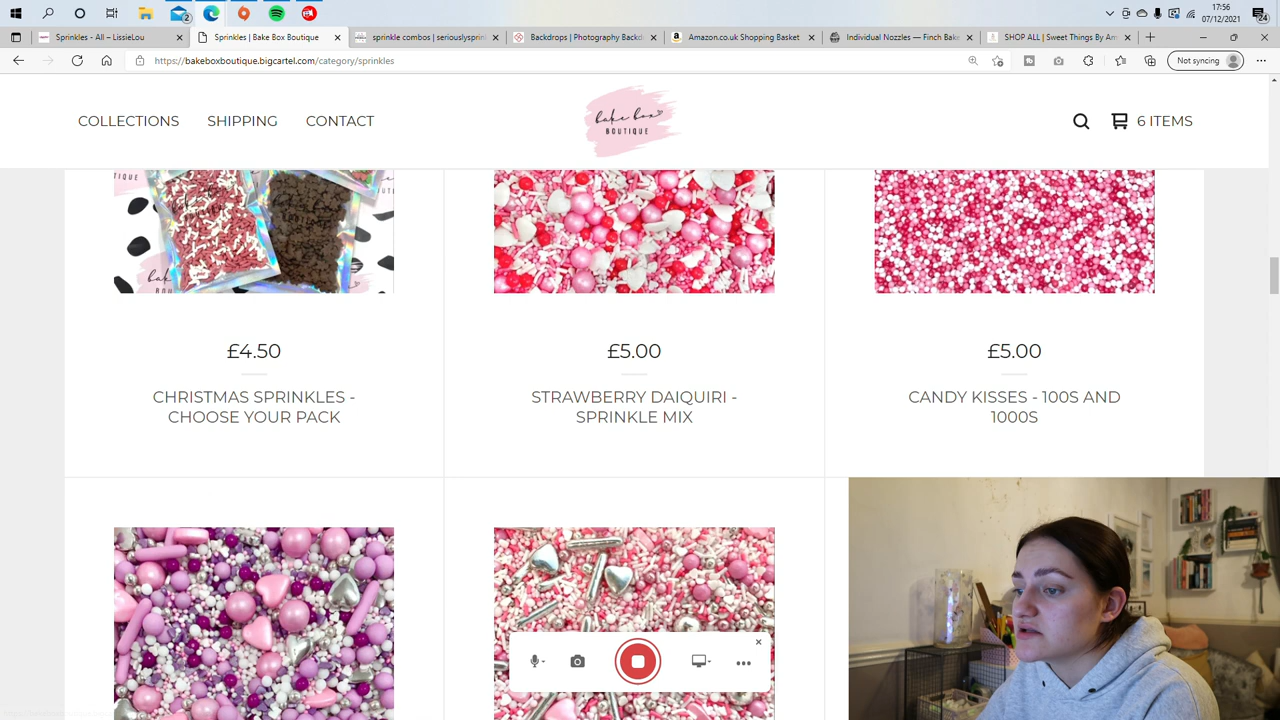 17:56
07/12/2021
2
24
Sprinkles - All – LissieLou
Sprinkles | Bake Box Boutique
sprinkle combos | seriouslysprin
Backdrops | Photography Backd
Amazon.co.uk Shopping Basket
Individual Nozzles — Finch Bake
SHOP ALL | Sweet Things By Am
https://bakeboxboutique.bigcartel.com/category/sprinkles
Not syncing
COLLECTIONS
SHIPPING
CONTACT
bake box
BOUTIQUE
6 ITEMS
£4.50
CHRISTMAS SPRINKLES -
CHOOSE YOUR PACK
£5.00
STRAWBERRY DAIQUIRI -
SPRINKLE MIX
£5.00
CANDY KISSES - 100S AND
1000S